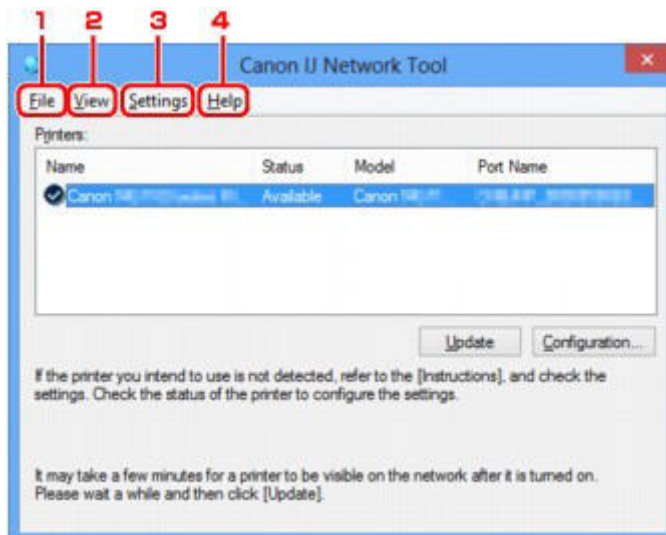 1 2 3 4
Canon IJ Network Tool
File View Settings Help
Printers:
Name Status Model Port Name
Canon Available Canon
Update Configuration...
If the printer you intend to use is not detected, refer to the [Instructions], and check the
settings. Check the status of the printer to configure the settings.
It may take a few minutes for a printer to be visible on the network after it is turned on.
Please wait a while and then click [Update].